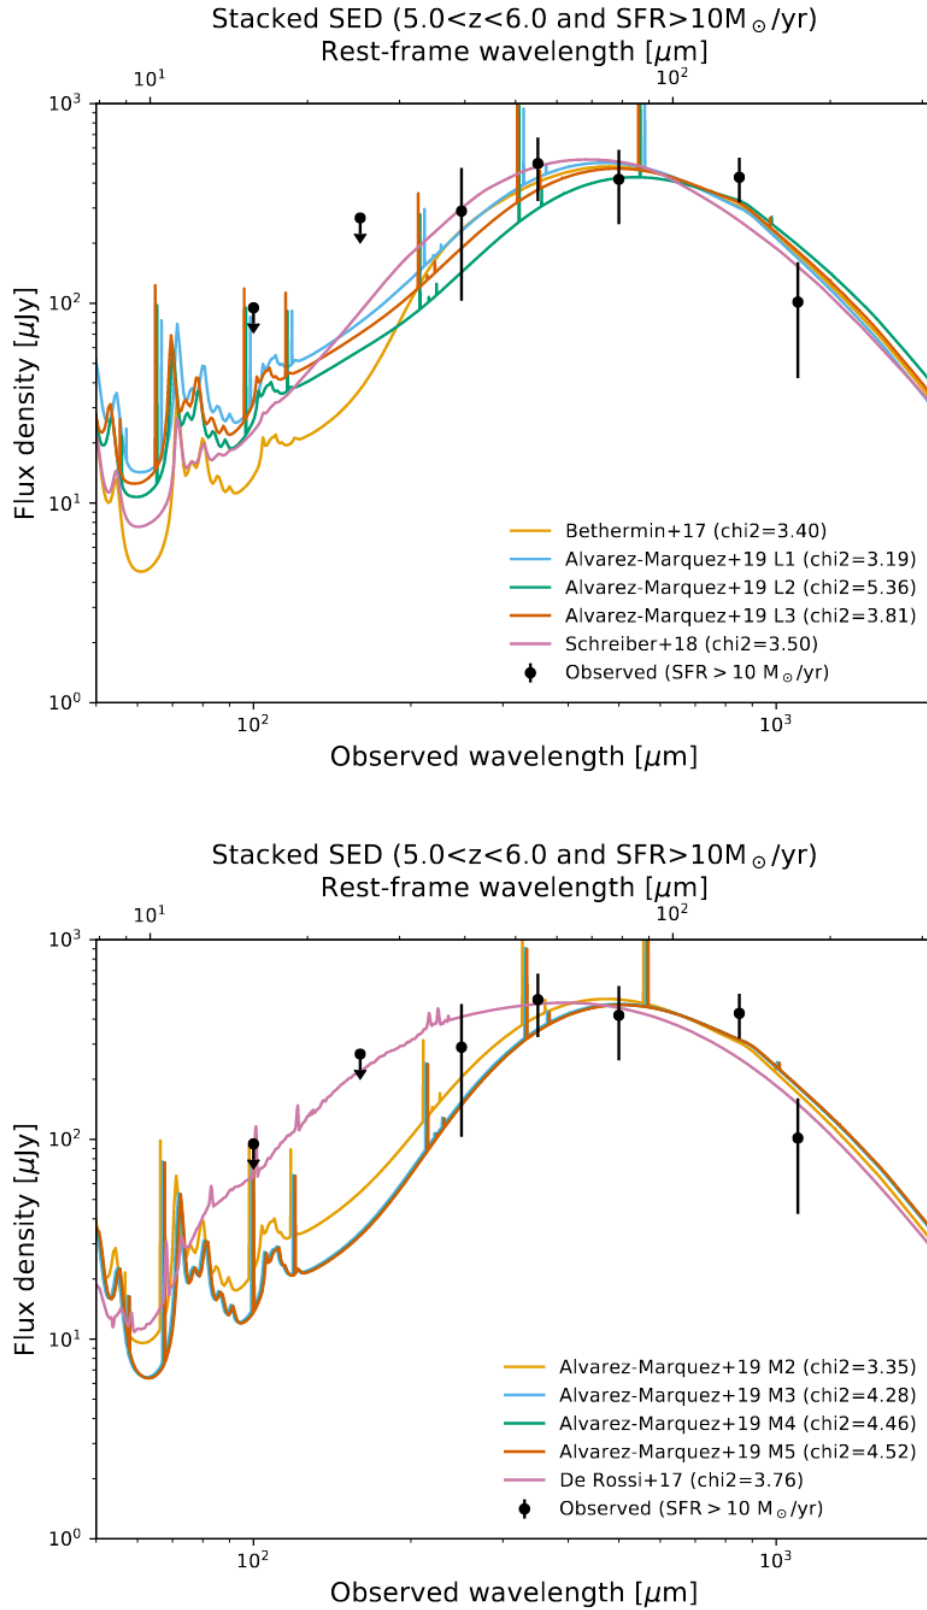 Stacked SED (5.0<z<6.0 and SFR>10M⊙/yr)
Rest-frame wavelength [μm]
10¹ 10²
10³
10²
10¹
10⁰
Flux density [μJy]
Bethermin+17 (chi2=3.40)
Alvarez-Marquez+19 L1 (chi2=3.19)
Alvarez-Marquez+19 L2 (chi2=5.36)
Alvarez-Marquez+19 L3 (chi2=3.81)
Schreiber+18 (chi2=3.50)
Observed (SFR > 10 M⊙/yr)
10² 10³
Observed wavelength [μm]
Stacked SED (5.0<z<6.0 and SFR>10M⊙/yr)
Rest-frame wavelength [μm]
10¹ 10²
10³
10²
10¹
10⁰
Flux density [μJy]
Alvarez-Marquez+19 M2 (chi2=3.35)
Alvarez-Marquez+19 M3 (chi2=4.28)
Alvarez-Marquez+19 M4 (chi2=4.46)
Alvarez-Marquez+19 M5 (chi2=4.52)
De Rossi+17 (chi2=3.76)
Observed (SFR > 10 M⊙/yr)
10² 10³
Observed wavelength [μm]